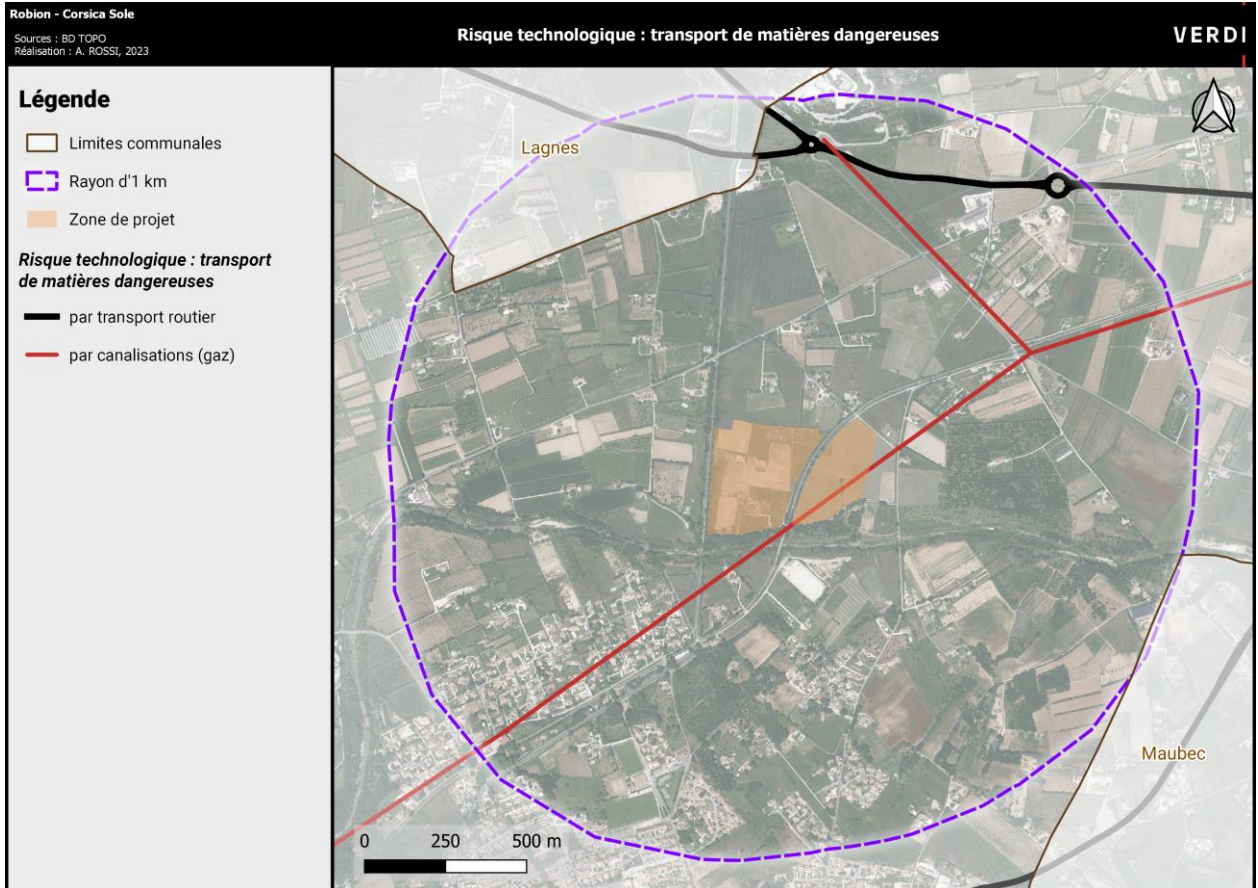 Robion - Corsica Sole
Sources : BD TOPO
Réalisation : A. ROSSI, 2023
Risque technologique : transport de matières dangereuses
VERDI
Légende
Limites communales
Rayon d'1 km
Zone de projet
Risque technologique : transport
de matières dangereuses
par transport routier
par canalisations (gaz)
Lagnes
Maubec
0 250 500 m